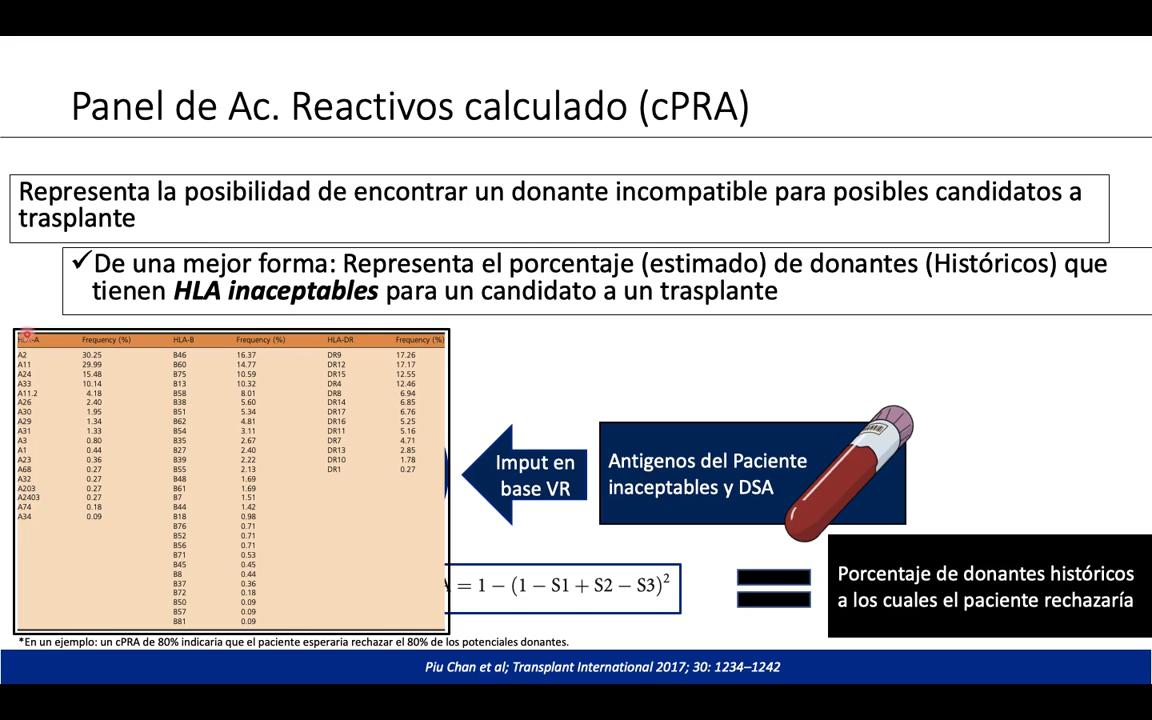 Panel de Ac. Reactivos calculado (cPRA)
Representa la posibilidad de encontrar un donante incompatible para posibles candidatos a
trasplante
✓De una mejor forma: Representa el porcentaje (estimado) de donantes (Históricos) que
tienen HLA inaceptables para un candidato a un trasplante
HLA-A Frequency (%) HLA-B Frequency (%) HLA-DR Frequency (%)
A2 30.25 B46 16.37 DR9 17.26
A11 29.99 B60 14.77 DR12 17.17
A24 15.48 B75 10.59 DR15 12.55
A33 10.14 B13 10.32 DR4 12.46
A11.2 4.18 B58 8.01 DR8 6.94
A26 2.40 B38 5.60 DR14 6.85
A30 1.95 B51 5.34 DR17 6.76
A29 1.34 B62 4.81 DR16 5.25
A31 1.33 B54 3.11 DR11 5.16
A3 0.80 B35 2.67 DR7 4.71
A1 0.44 B27 2.40 DR13 2.85
A23 0.36 B39 2.22 DR10 1.78
A68 0.27 B55 2.13 DR1 0.27
A32 0.27 B48 1.69
A203 0.27 B61 1.69
A2403 0.27 B7 1.51
A74 0.18 B44 1.42
A34 0.09 B18 0.98
B76 0.71
B52 0.71
B56 0.71
B71 0.53
B45 0.45
B8 0.44
B37 0.36
B72 0.18
B50 0.09
B57 0.09
B81 0.09
Imput en
base VR
Antigenos del Paciente
inaceptables y DSA
= 1 − (1 − S1 + S2 − S3)²
Porcentaje de donantes históricos
a los cuales el paciente rechazaría
*En un ejemplo: un cPRA de 80% indicaria que el paciente esperaria rechazar el 80% de los potenciales donantes.
Piu Chan et al; Transplant International 2017; 30: 1234–1242